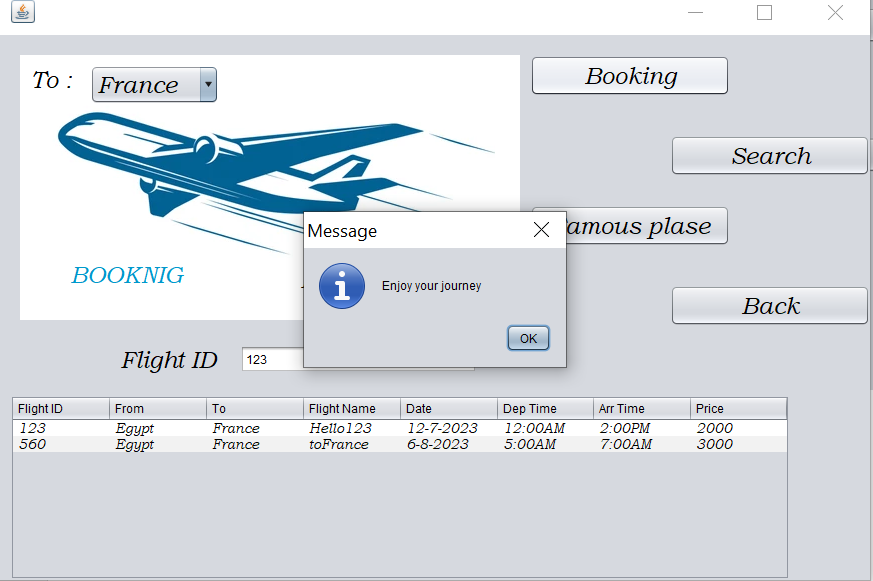 To :
France
Booking
Search
amous plase
Message
Enjoy your journey
OK
BOOKNIG
Back
Flight ID
123
Flight ID From To Flight Name Date Dep Time Arr Time Price
123 Egypt France Hello123 12-7-2023 12:00AM 2:00PM 2000
560 Egypt France toFrance 6-8-2023 5:00AM 7:00AM 3000